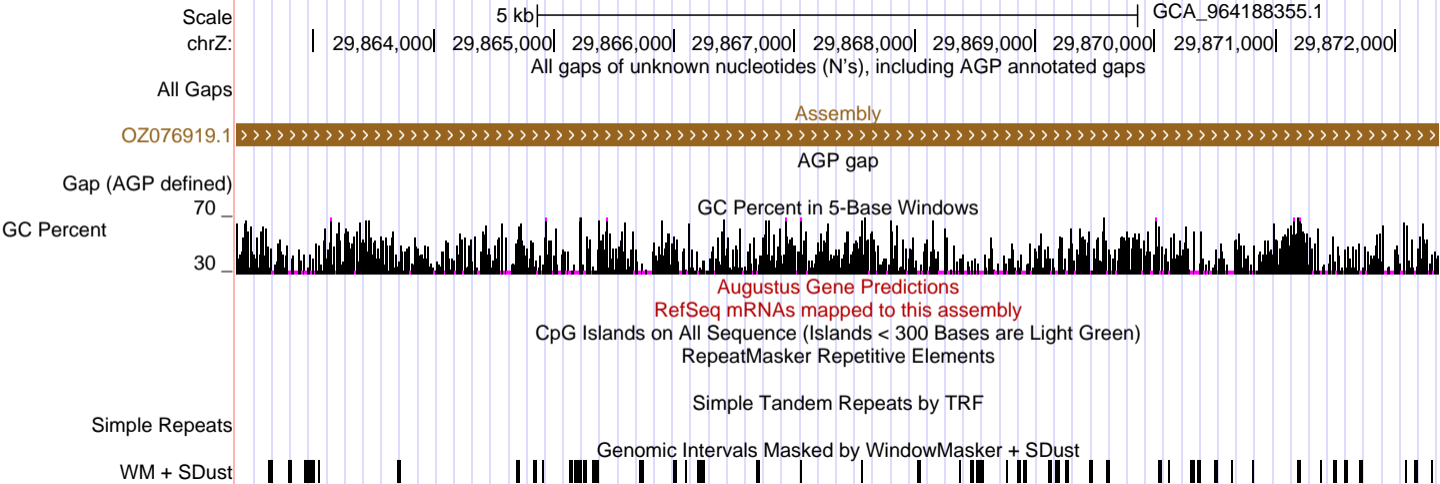 Scale 5 kb GCA_964188355.1
chrZ: 29,864,000 29,865,000 29,866,000 29,867,000 29,868,000 29,869,000 29,870,000 29,871,000 29,872,000
All gaps of unknown nucleotides (N's), including AGP annotated gaps
All Gaps
Assembly
OZ076919.1
AGP gap
Gap (AGP defined)
GC Percent in 5-Base Windows
70
GC Percent
30
Augustus Gene Predictions
RefSeq mRNAs mapped to this assembly
CpG Islands on All Sequence (Islands < 300 Bases are Light Green)
RepeatMasker Repetitive Elements
Simple Tandem Repeats by TRF
Simple Repeats
Genomic Intervals Masked by WindowMasker + SDust
WM + SDust